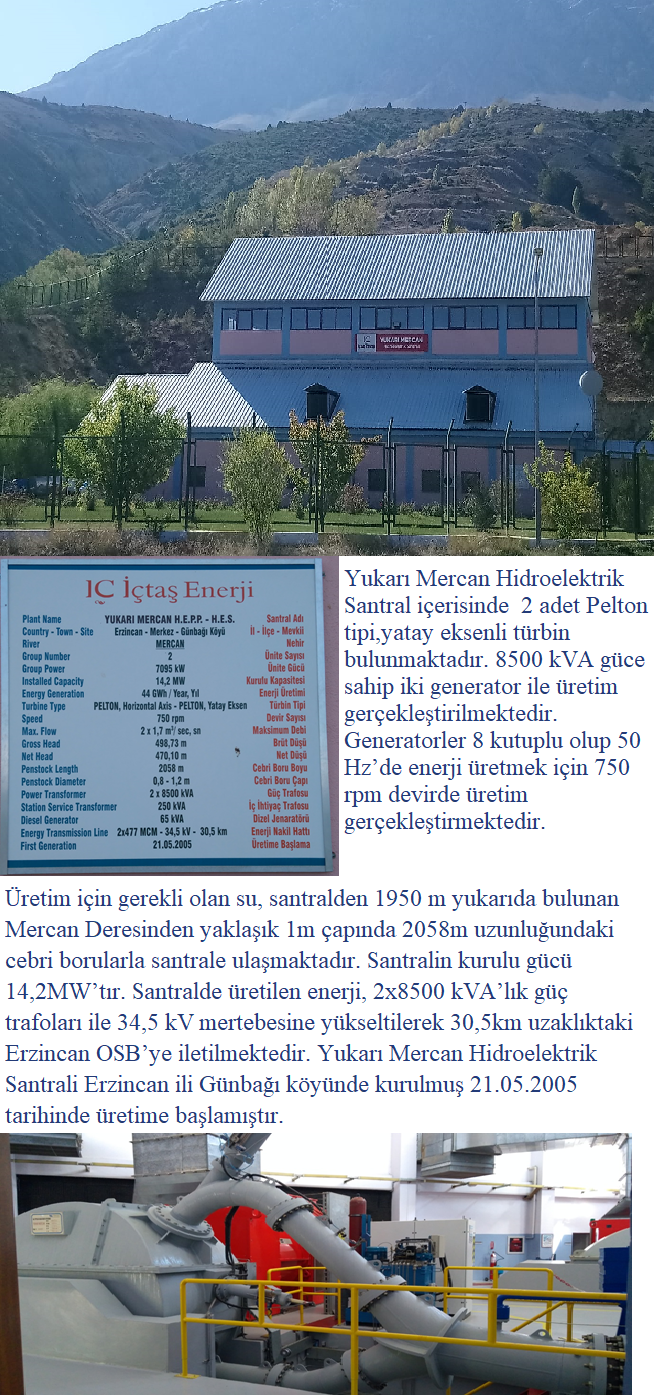 YUKARI MERCAN
IÇ İçtaş Enerji
Plant Name YUKARI MERCAN H.E.P.P. - H.E.S. Santral Adı
Country - Town - Site Erzincan - Merkez - Günbağı Köyü İl - İlçe - Mevkii
River MERCAN Nehir
Group Number 2 Ünite Sayısı
Group Power 7095 kW Ünite Gücü
Installed Capacity 14,2 MW Kurulu Kapasitesi
Energy Generation 44 GWh / Year, Yıl Enerji Üretimi
Turbine Type PELTON, Horizontal Axis - PELTON, Yatay Eksen Türbin Tipi
Speed 750 rpm Devir Sayısı
Max. Flow 2 x 1,7 m³/ sec, sn Maksimum Debi
Gross Head 498,73 m Brüt Düşü
Net Head 470,10 m Net Düşü
Penstock Length 2058 m Cebri Boru Boyu
Penstock Diameter 0,8 - 1,2 m Cebri Boru Çapı
Power Transformer 2 x 8500 kVA Güç Trafosu
Station Service Transformer 250 kVA İç İhtiyaç Trafosu
Diesel Generator 65 kVA Dizel Jenaratörü
Energy Transmission Line 2x477 MCM - 34,5 kV - 30,5 km Enerji Nakil Hattı
First Generation 21.05.2005 Üretime Başlama
Yukarı Mercan Hidroelektrik
Santral içerisinde 2 adet Pelton
tipi,yatay eksenli türbin
bulunmaktadır. 8500 kVA güce
sahip iki generator ile üretim
gerçekleştirilmektedir.
Generatorler 8 kutuplu olup 50
Hz’de enerji üretmek için 750
rpm devirde üretim
gerçekleştirmektedir.
Üretim için gerekli olan su, santralden 1950 m yukarıda bulunan
Mercan Deresinden yaklaşık 1m çapında 2058m uzunluğundaki
cebri borularla santrale ulaşmaktadır. Santralin kurulu gücü
14,2MW’tır. Santralde üretilen enerji, 2x8500 kVA’lık güç
trafoları ile 34,5 kV mertebesine yükseltilerek 30,5km uzaklıktaki
Erzincan OSB’ye iletilmektedir. Yukarı Mercan Hidroelektrik
Santrali Erzincan ili Günbağı köyünde kurulmuş 21.05.2005
tarihinde üretime başlamıştır.